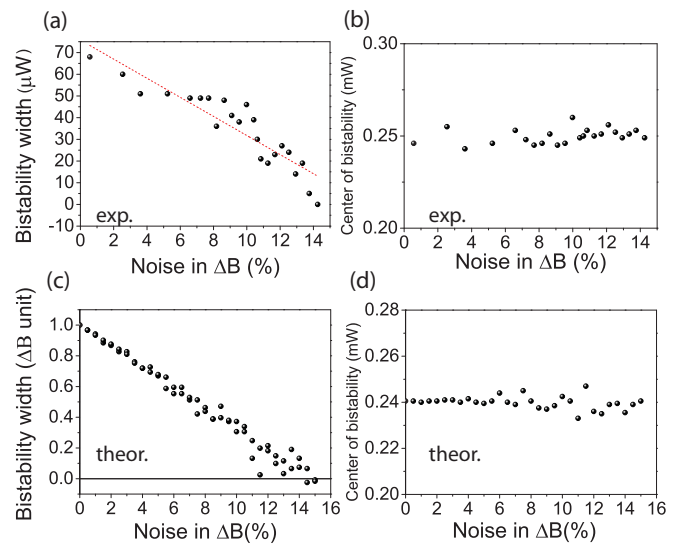 (a)
Bistability width (μW)
70
60
50
40
30
20
10
0
-10
exp.
0 2 4 6 8 10 12 14
Noise in ΔB (%)
(b)
Center of bistability (mW)
0.30
0.25
0.20
exp.
0 2 4 6 8 10 12 14
Noise in ΔB (%)
(c)
Bistability width (ΔB unit)
1.0
0.8
0.6
0.4
0.2
0.0
theor.
0 2 4 6 8 10 12 14 16
Noise in ΔB(%)
(d)
Center of bistability (mW)
0.28
0.26
0.24
0.22
0.20
theor.
0 2 4 6 8 10 12 14 16
Noise in ΔB(%)